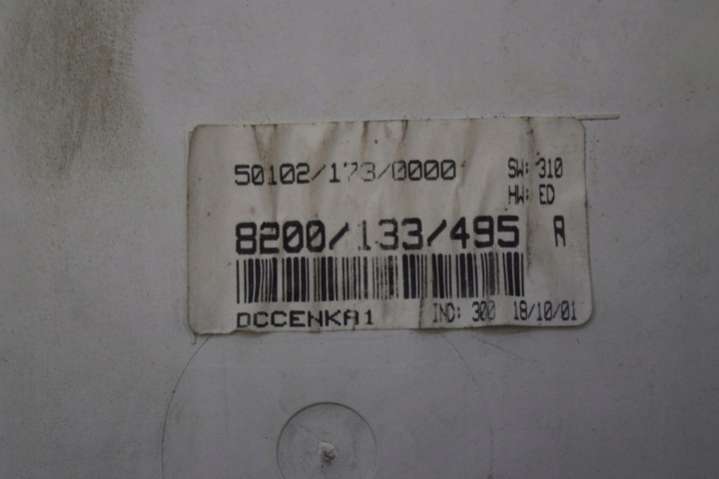 50102/173/0000 SW: 310
HW: ED
8200/133/495 A
DCCENKA1 IND: 300 18/10/01